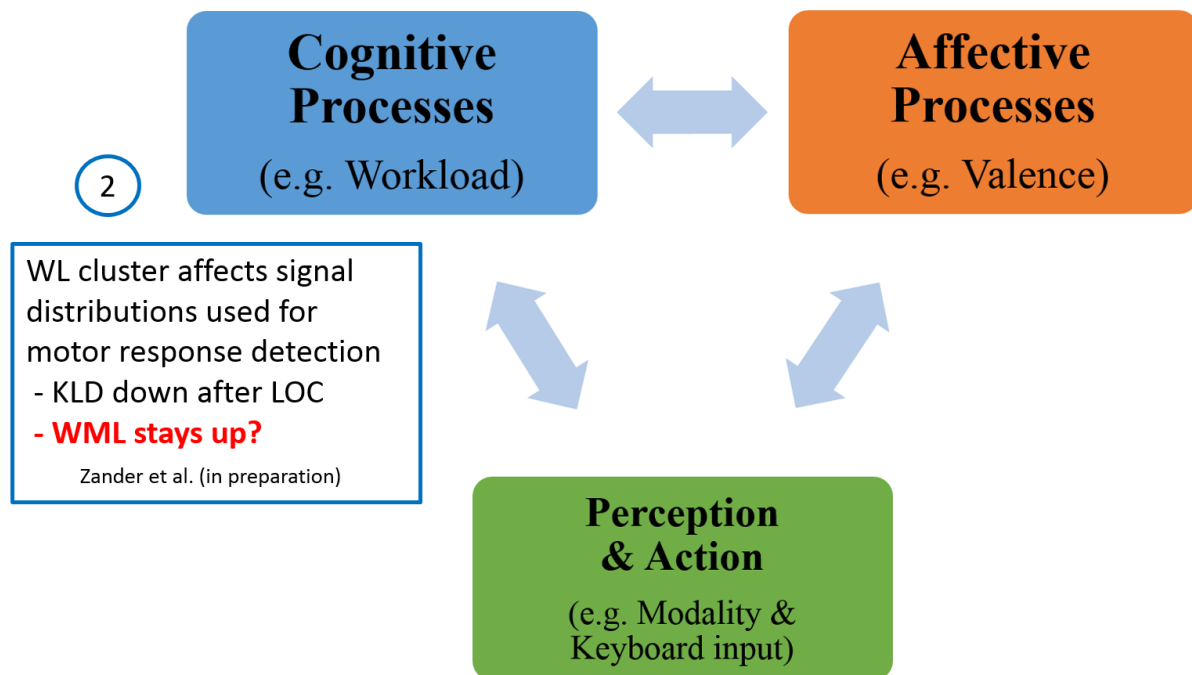 Cognitive
Processes
(e.g. Workload)
Affective
Processes
(e.g. Valence)
2
WL cluster affects signal
distributions used for
motor response detection
- KLD down after LOC
- WML stays up?
Zander et al. (in preparation)
Perception
& Action
(e.g. Modality &
Keyboard input)